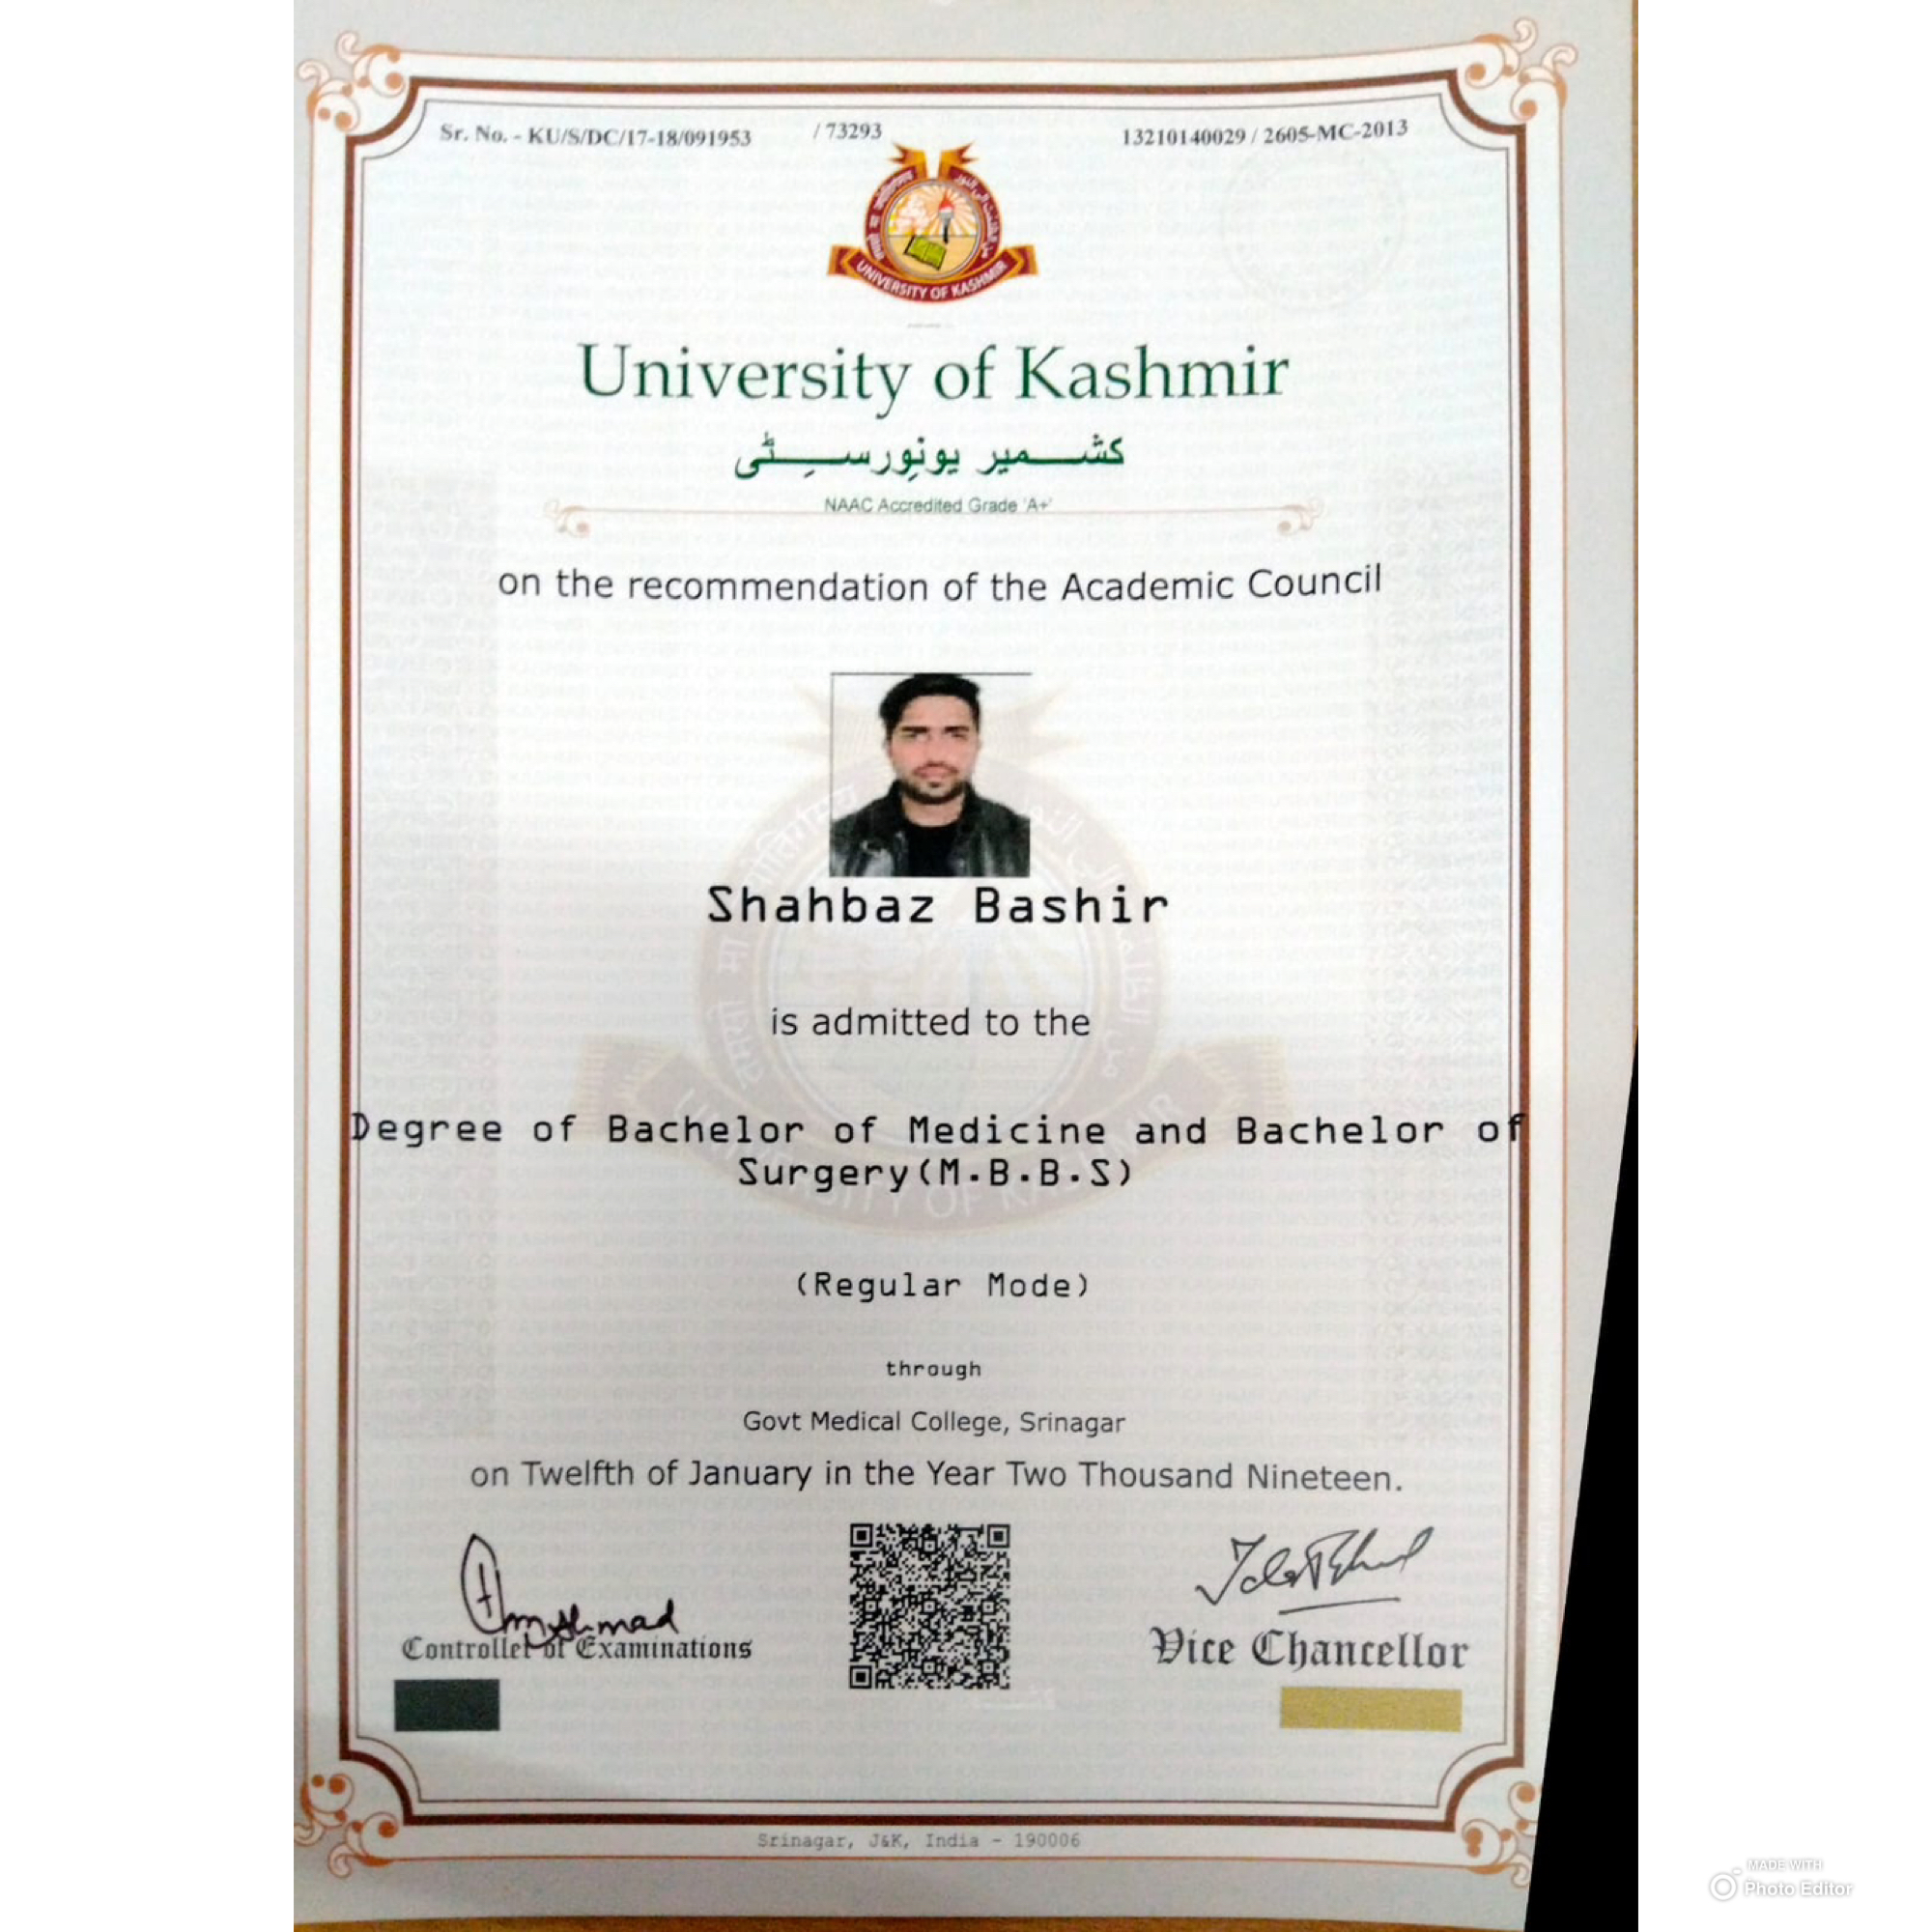 Sr. No. - KU/S/DC/17-18/091953 / 73293 13210140029 / 2605-MC-2013
UNIVERSITY OF KASHMIR
University of Kashmir
کشمیر یونِورسِٹی
NAAC Accredited Grade 'A+'
on the recommendation of the Academic Council
Shahbaz Bashir
is admitted to the
Degree of Bachelor of Medicine and Bachelor of
Surgery(M.B.B.S)
(Regular Mode)
through
Govt Medical College, Srinagar
on Twelfth of January in the Year Two Thousand Nineteen.
Controller of Examinations
Vice Chancellor
Srinagar, J&K, India - 190006
MADE WITH
Photo Editor